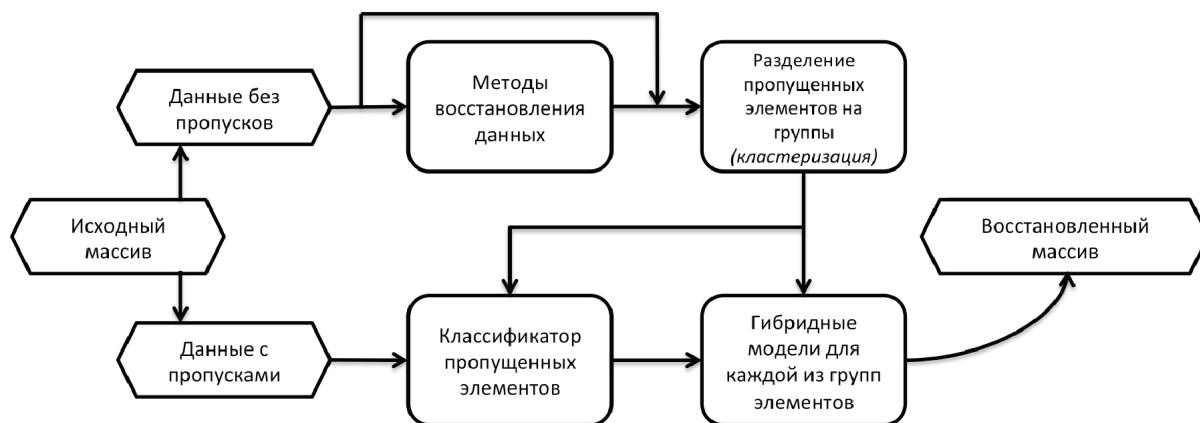 Данные без
пропусков
Методы
восстановления
данных
Разделение
пропущенных
элементов на
группы
(кластеризация)
Исходный
массив
Восстановленный
массив
Данные с
пропусками
Классификатор
пропущенных
элементов
Гибридные
модели для
каждой из групп
элементов